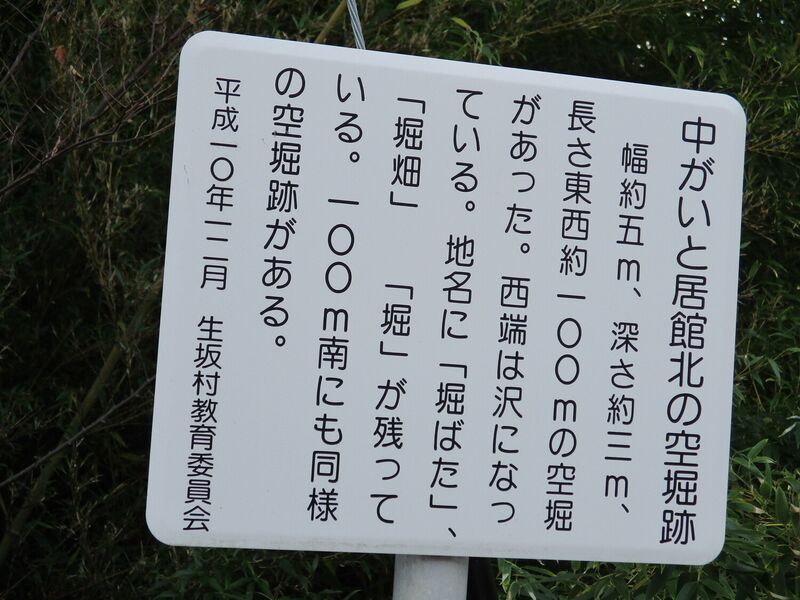 中がいと居館北の空堀跡
幅約五m、深さ約三m、
長さ東西約一〇〇mの空堀
があった。西端は沢になっ
ている。地名に「堀ばた」、
「堀畑」「堀」が残って
いる。一〇〇m南にも同様
の空堀跡がある。
平成一〇年一二月 生坂村教育委員会